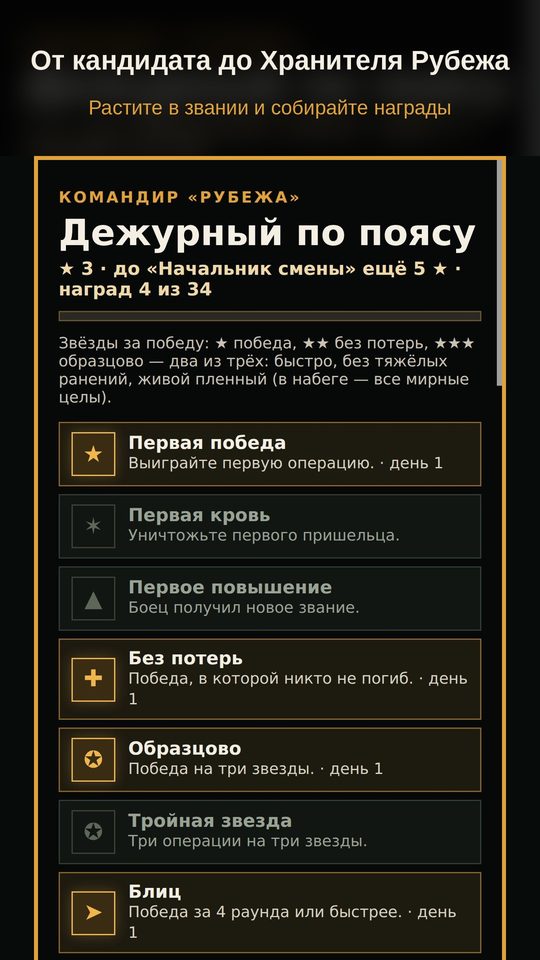 От кандидата до Хранителя Рубежа
Растите в звании и собирайте награды
КОМАНДИР «РУБЕЖА»
Дежурный по поясу
★ 3 · до «Начальник смены» ещё 5 ★ ·
наград 4 из 34
Звёзды за победу: ★ победа, ★★ без потерь, ★★★
образцово — два из трёх: быстро, без тяжёлых
ранений, живой пленный (в набеге — все мирные
целы).
Первая победа
Выиграйте первую операцию. · день 1
Первая кровь
Уничтожьте первого пришельца.
Первое повышение
Боец получил новое звание.
Без потерь
Победа, в которой никто не погиб. · день
1
Образцово
Победа на три звезды. · день 1
Тройная звезда
Три операции на три звезды.
Блиц
Победа за 4 раунда или быстрее. · день
1